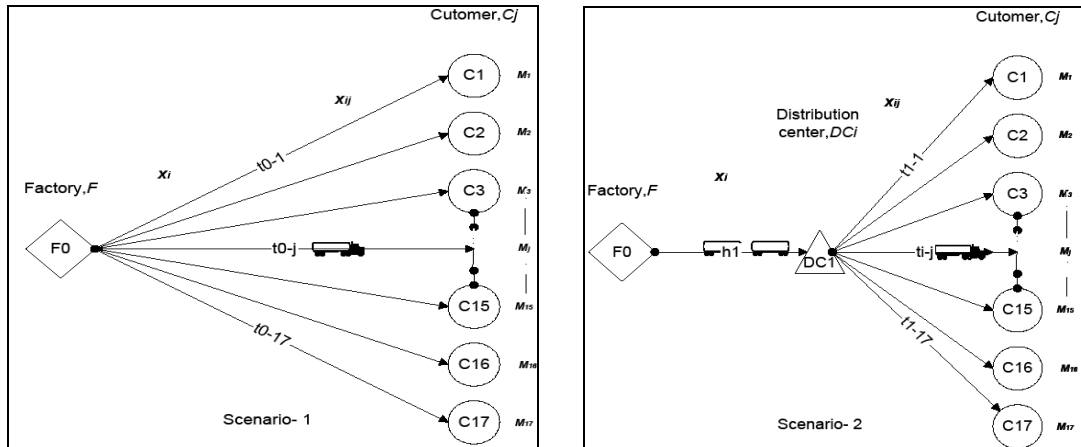 Cutomer,Cj
C1 M1
xij
C2 M2
t0-1
xi
C3 M3
Factory,F
F0
t0-j
Mj
C15 M15
t0-17
C16 M16
Scenario- 1
C17 M17
Cutomer,Cj
C1 M1
xij
Distribution
center,DCi
C2 M2
t1-1
xi
C3 M3
Factory,F
F0
h1
DC1
ti-j
Mj
C15 M15
t1-17
C16 M16
Scenario- 2
C17 M17